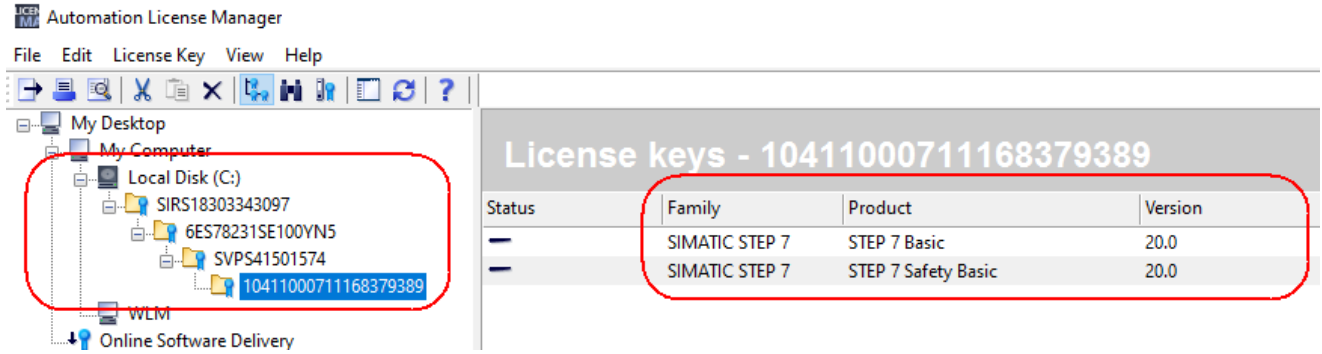 Automation License Manager
File Edit License Key View Help
My Desktop
My Computer
License keys - 10411000711168379389
Local Disk (C:)
SIRS18303343097
Status Family Product Version
6ES78231SE100YN5
SIMATIC STEP 7 STEP 7 Basic 20.0
SVPS41501574
SIMATIC STEP 7 STEP 7 Safety Basic 20.0
10411000711168379389
WLM
Online Software Delivery